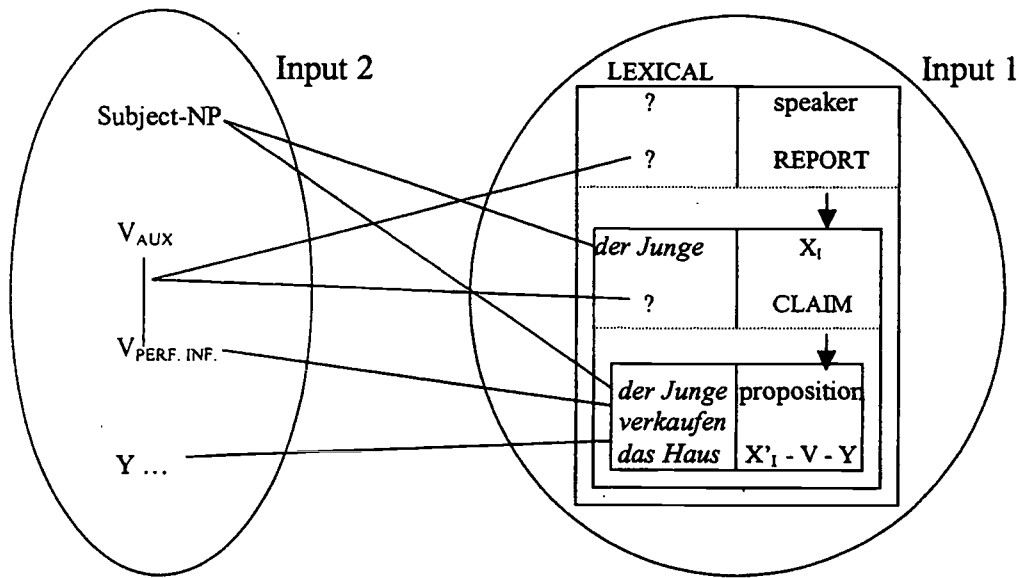 Input 2
Subject-NP
V_AUX
V_PERF. INF.
Y ...
Input 1
LEXICAL
? speaker
? REPORT
der Junge X_I
? CLAIM
der Junge proposition
verkaufen
das Haus X'_I - V - Y